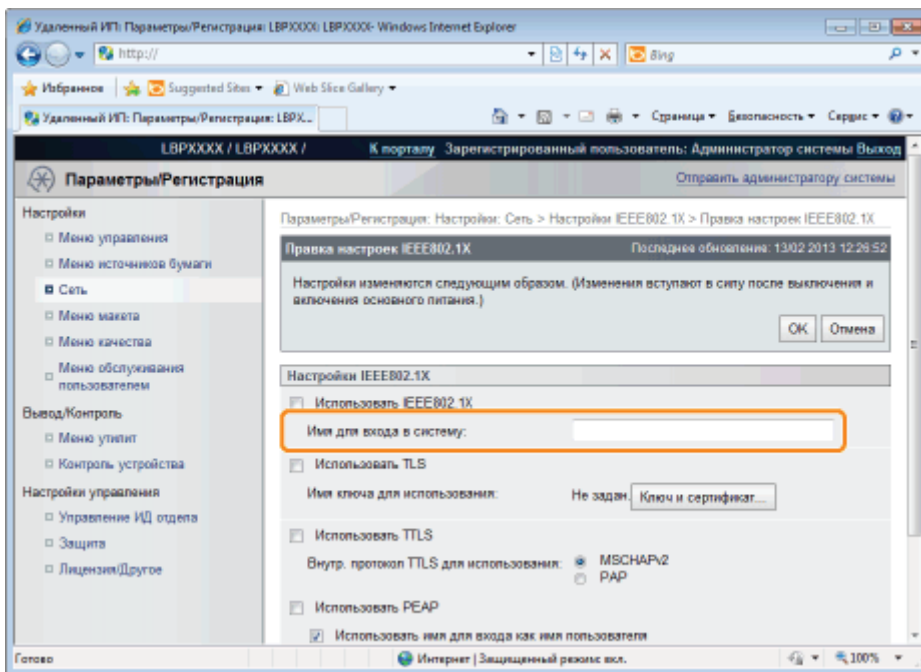 Удаленный ИП: Параметры/Регистрация: LBPXXXX: LBPXXXX- Windows Internet Explorer
http://
Bing
Избранное Suggested Sites Web Slice Gallery
Удаленный ИП: Параметры/Регистрация: LBPX... Страница Безопасность Сервис
LBPXXXX / LBPXXXX / К порталу Зарегистрированный пользователь: Администратор системы Выход
Параметры/Регистрация Отправить администратору системы
Настройки
Меню управления
Меню источников бумаги
Сеть
Меню макета
Меню качества
Меню обслуживания
пользователем
Вывод/Контроль
Меню утилит
Контроль устройства
Настройки управления
Управление ИД отдела
Защита
Лицензия/Другое
Параметры/Регистрация: Настройки: Сеть > Настройки IEEE802.1X > Правка настроек IEEE802.1X
Правка настроек IEEE802.1X Последнее обновление: 13/02 2013 12:26:52
Настройки изменяются следующим образом. (Изменения вступают в силу после выключения и
включения основного питания.)
OK Отмена
Настройки IEEE802.1X
Использовать IEEE802.1X
Имя для входа в систему:
Использовать TLS
Имя ключа для использования: Не задан. Ключ и сертификат...
Использовать TTLS
Внутр. протокол TTLS для использования: MSCHAPv2
PAP
Использовать PEAP
Использовать имя для входа как имя пользователя
Готово Интернет | Защищенный режим: вкл. 100%